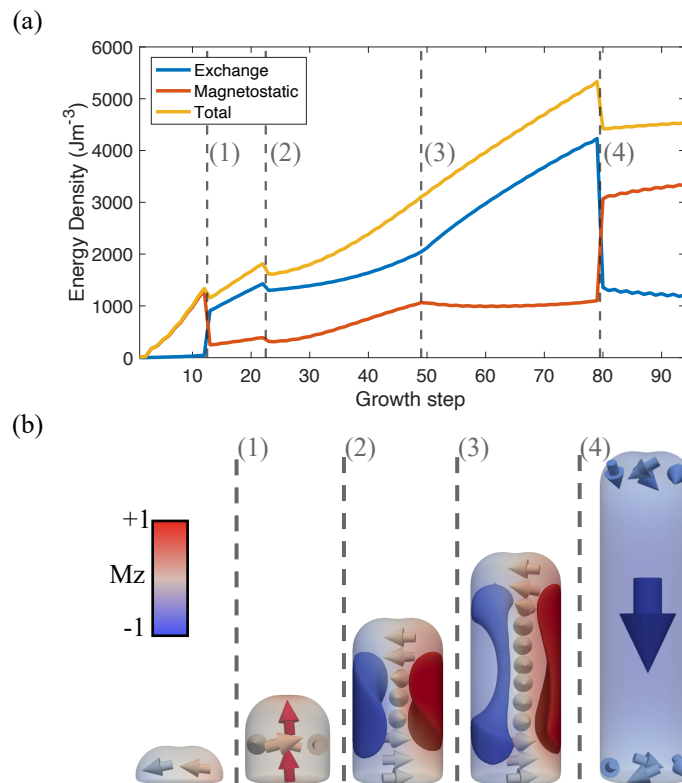 (a)
6000
5000
4000
3000
2000
1000
0
Energy Density (Jm-3)
Exchange
Magnetostatic
Total
(1)
(2)
(3)
(4)
10 20 30 40 50 60 70 80 90
Growth step
(b)
(1)
(2)
(3)
(4)
+1
Mz
-1